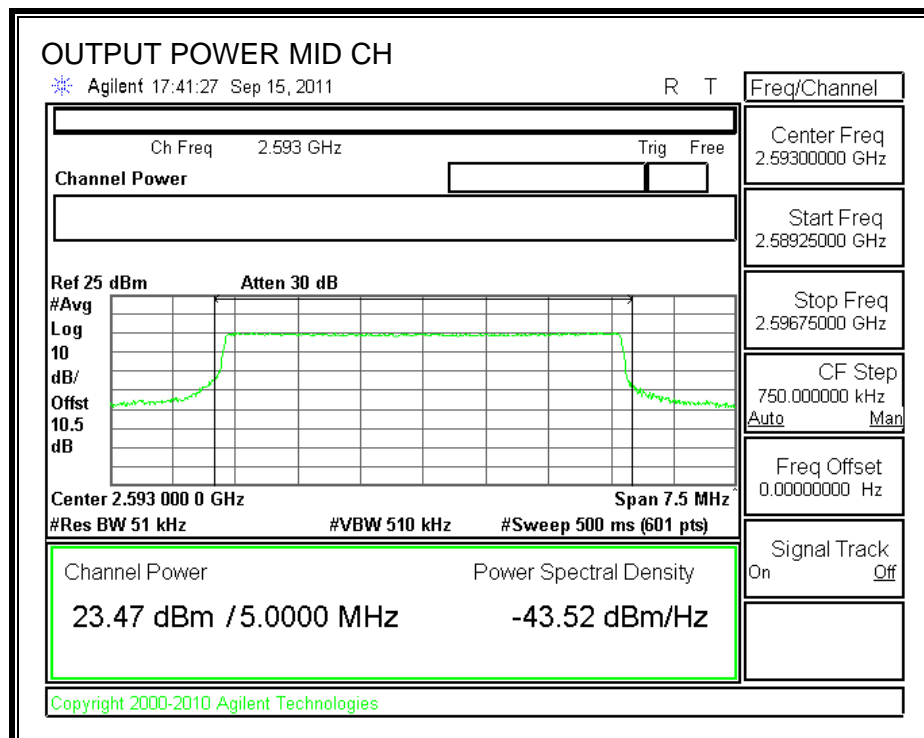 OUTPUT POWER MID CH
Agilent 17:41:27 Sep 15, 2011 R T
Freq/Channel
Ch Freq 2.593 GHz Trig Free
Channel Power
Center Freq
2.59300000 GHz
Start Freq
2.58925000 GHz
Ref 25 dBm Atten 30 dB
#Avg
Log
10
dB/
Offst
10.5
dB
Stop Freq
2.59675000 GHz
CF Step
750.000000 kHz
Auto Man
Center 2.593 000 0 GHz Span 7.5 MHz
#Res BW 51 kHz #VBW 510 kHz #Sweep 500 ms (601 pts)
Freq Offset
0.00000000 Hz
Signal Track
On Off
Channel Power Power Spectral Density
23.47 dBm / 5.0000 MHz -43.52 dBm/Hz
Copyright 2000-2010 Agilent Technologies